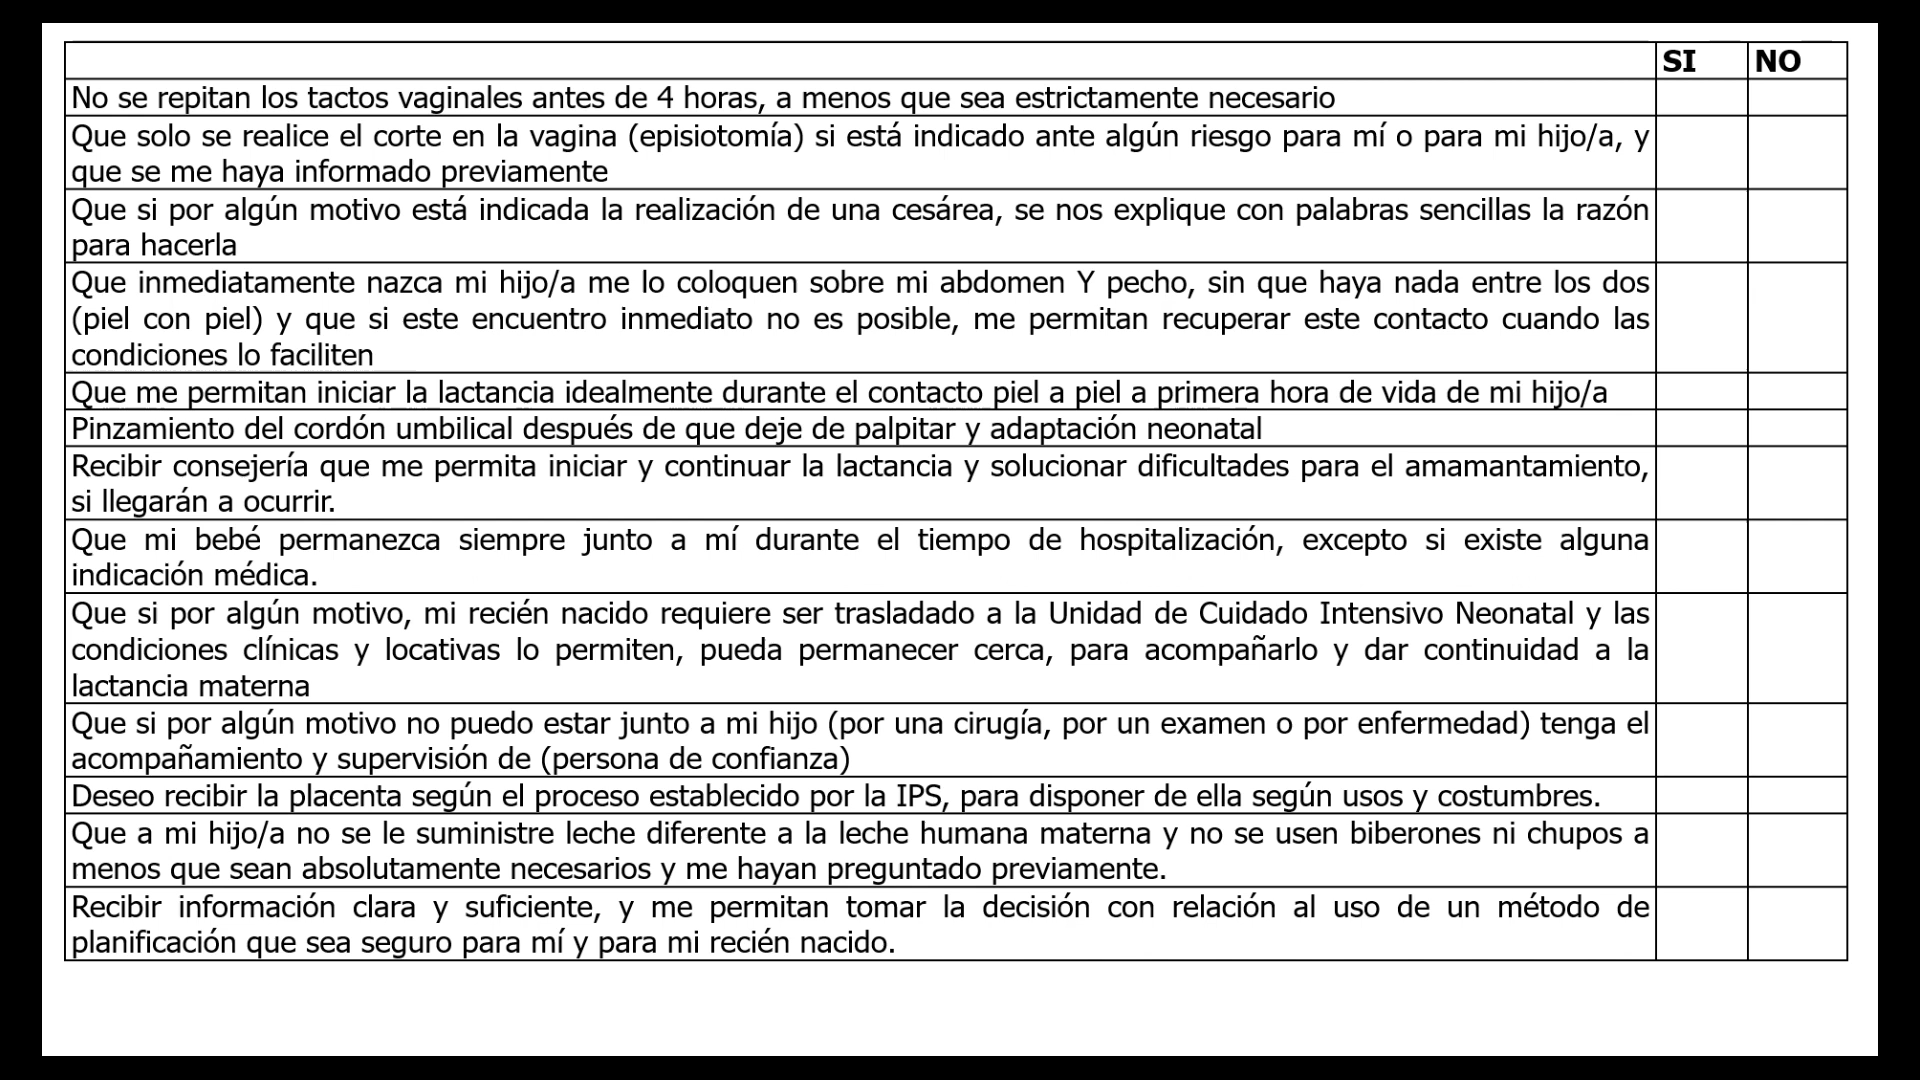 SI NO
No se repitan los tactos vaginales antes de 4 horas, a menos que sea estrictamente necesario
Que solo se realice el corte en la vagina (episiotomía) si está indicado ante algún riesgo para mí o para mi hijo/a, y
que se me haya informado previamente
Que si por algún motivo está indicada la realización de una cesárea, se nos explique con palabras sencillas la razón
para hacerla
Que inmediatamente nazca mi hijo/a me lo coloquen sobre mi abdomen Y pecho, sin que haya nada entre los dos
(piel con piel) y que si este encuentro inmediato no es posible, me permitan recuperar este contacto cuando las
condiciones lo faciliten
Que me permitan iniciar la lactancia idealmente durante el contacto piel a piel a primera hora de vida de mi hijo/a
Pinzamiento del cordón umbilical después de que deje de palpitar y adaptación neonatal
Recibir consejería que me permita iniciar y continuar la lactancia y solucionar dificultades para el amamantamiento,
si llegarán a ocurrir.
Que mi bebé permanezca siempre junto a mí durante el tiempo de hospitalización, excepto si existe alguna
indicación médica.
Que si por algún motivo, mi recién nacido requiere ser trasladado a la Unidad de Cuidado Intensivo Neonatal y las
condiciones clínicas y locativas lo permiten, pueda permanecer cerca, para acompañarlo y dar continuidad a la
lactancia materna
Que si por algún motivo no puedo estar junto a mi hijo (por una cirugía, por un examen o por enfermedad) tenga el
acompañamiento y supervisión de (persona de confianza)
Deseo recibir la placenta según el proceso establecido por la IPS, para disponer de ella según usos y costumbres.
Que a mi hijo/a no se le suministre leche diferente a la leche humana materna y no se usen biberones ni chupos a
menos que sean absolutamente necesarios y me hayan preguntado previamente.
Recibir información clara y suficiente, y me permitan tomar la decisión con relación al uso de un método de
planificación que sea seguro para mí y para mi recién nacido.